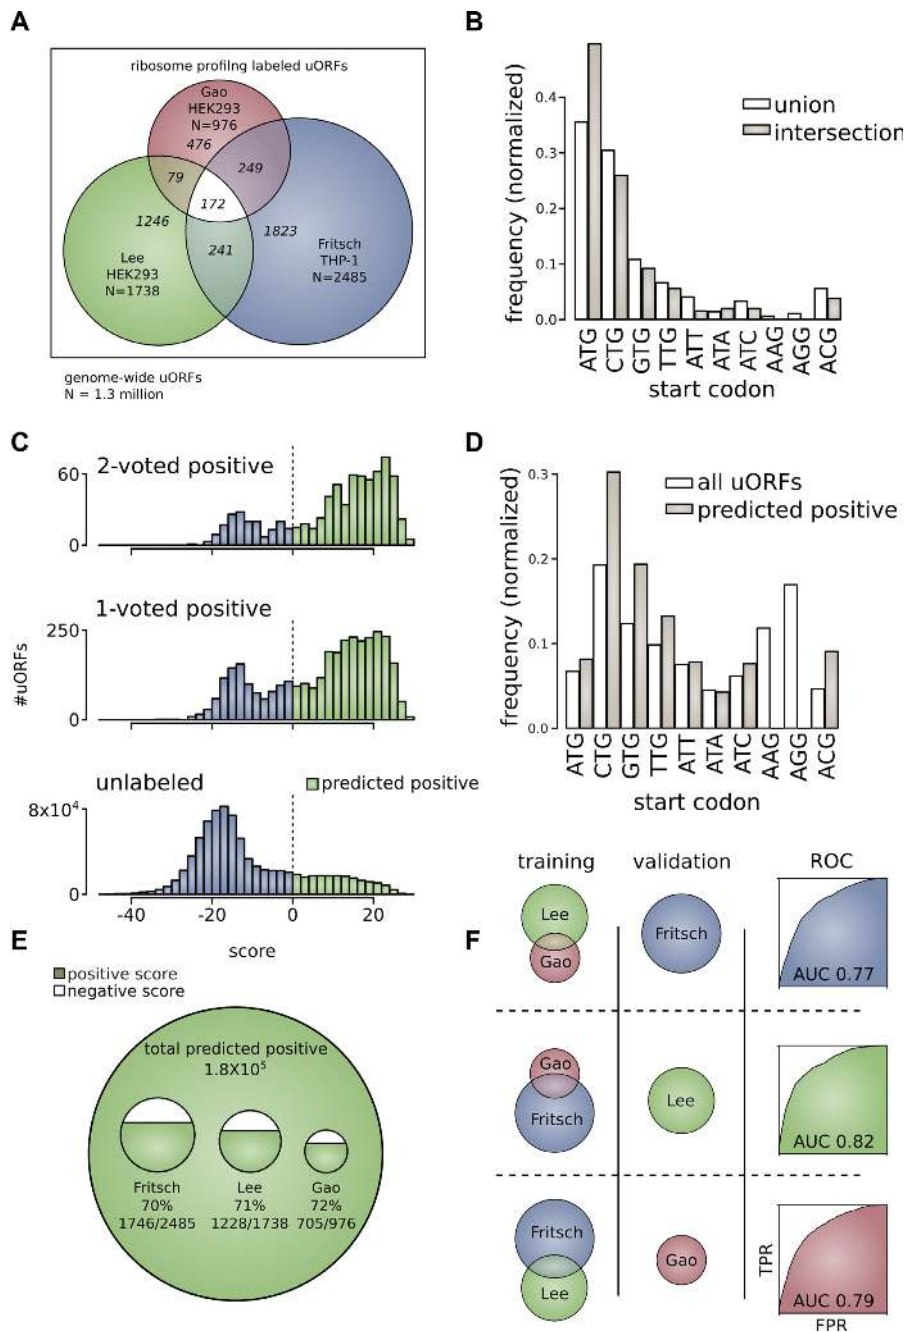 A
ribosome profilng labeled uORFs
Gao
HEK293
N=976
476
79
249
172
1246
1823
241
Lee
HEK293
N=1738
Fritsch
THP-1
N=2485
genome-wide uORFs
N = 1.3 million
B
frequency (normalized)
0.4
0.3
0.2
0.1
0.0
union
intersection
ATG
CTG
GTG
TTG
ATT
ATA
ATC
AAG
AGG
ACG
start codon
C
2-voted positive
60
0
1-voted positive
250
0
#uORFs
unlabeled
predicted positive
8X10⁴
0
-40
-20
0
20
score
D
frequency (normalized)
0.3
0.2
0.1
0.0
all uORFs
predicted positive
ATG
CTG
GTG
TTG
ATT
ATA
ATC
AAG
AGG
ACG
start codon
E
positive score
negative score
total predicted positive
1.8X10⁵
Fritsch
70%
1746/2485
Lee
71%
1228/1738
Gao
72%
705/976
F
training
validation
ROC
Lee
Gao
Fritsch
AUC 0.77
Gao
Fritsch
Lee
AUC 0.82
Fritsch
Lee
Gao
TPR
AUC 0.79
FPR